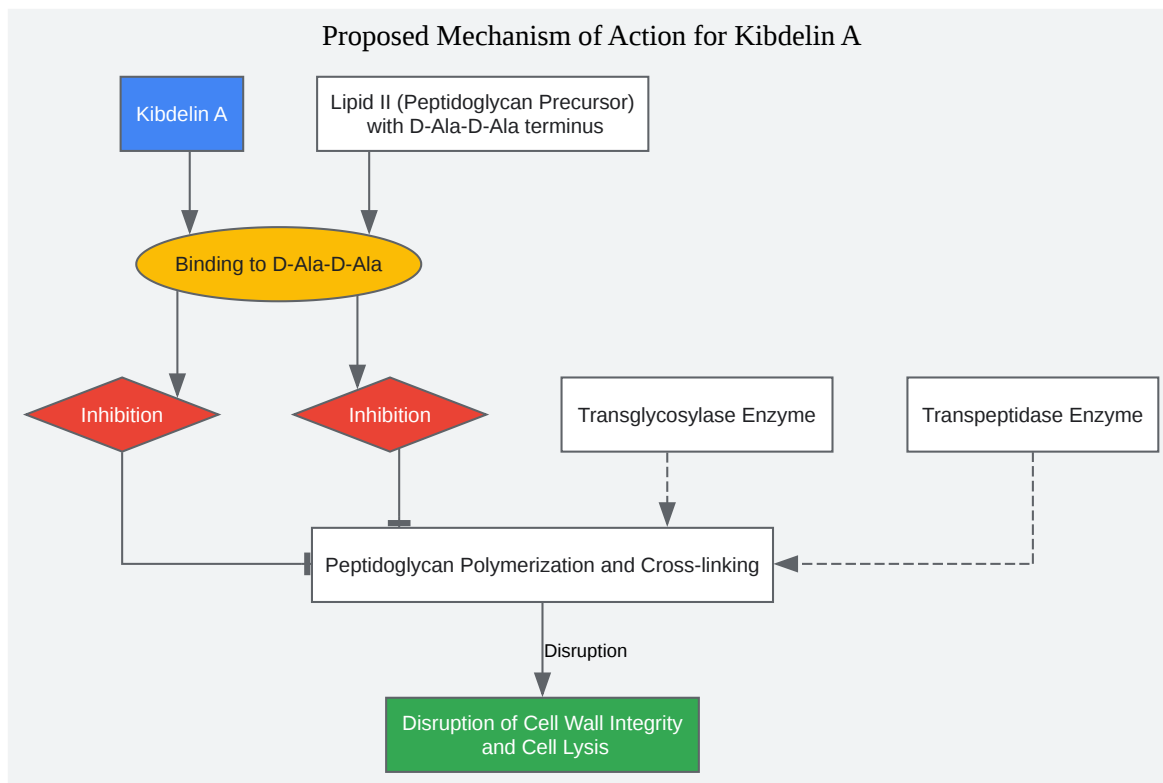 Proposed Mechanism of Action for Kibdelin A
Kibdelin A
Lipid II (Peptidoglycan Precursor)
with D-Ala-D-Ala terminus
Binding to D-Ala-D-Ala
Inhibition
Inhibition
Transglycosylase Enzyme
Transpeptidase Enzyme
Peptidoglycan Polymerization and Cross-linking
Disruption
Disruption of Cell Wall Integrity
and Cell Lysis